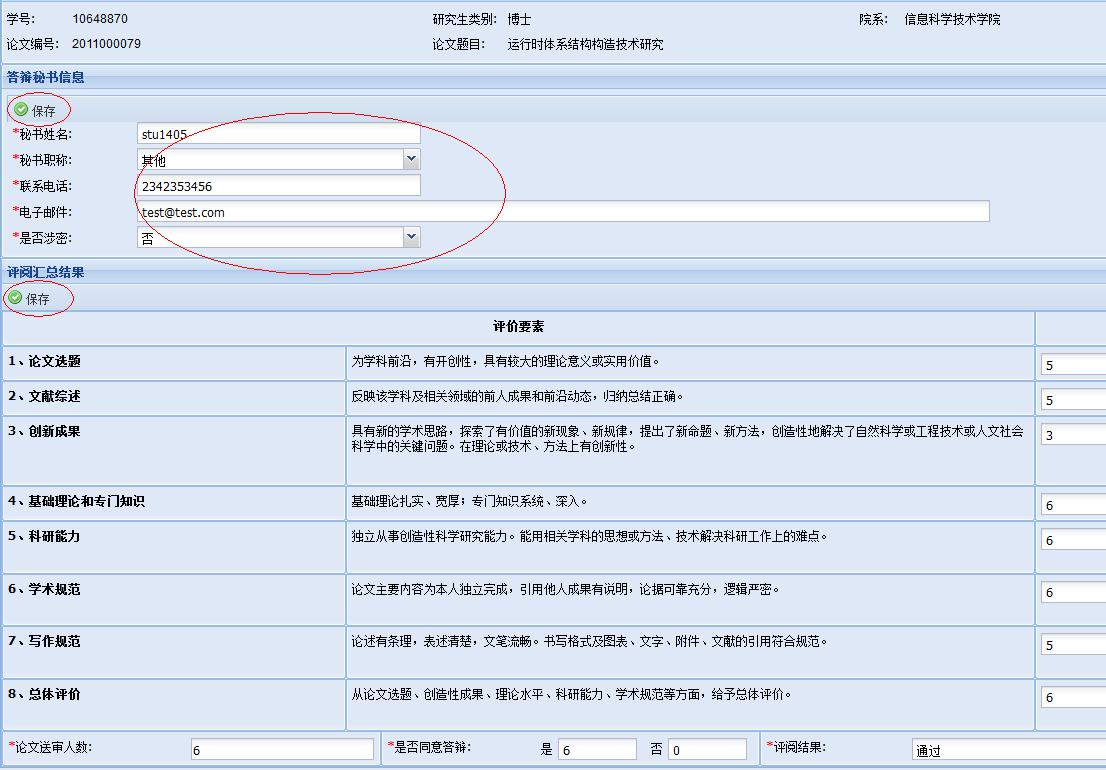 学号: 10648870 研究生类别: 博士 院系: 信息科学技术学院
论文编号: 2011000079 论文题目: 运行时体系结构构造技术研究
答辩秘书信息
保存
*秘书姓名: stu1405
*秘书职称: 其他
*联系电话: 2342353456
*电子邮件: test@test.com
*是否涉密: 否
评阅汇总结果
保存
评价要素
1、论文选题 为学科前沿，有开创性，具有较大的理论意义或实用价值。 5
2、文献综述 反映该学科及相关领域的前人成果和前沿动态，归纳总结正确。 5
3、创新成果 具有新的学术思路，探索了有价值的新现象、新规律，提出了新命题、新方法，创造性地解决了自然科学或工程技术或人文社会 3
科学中的关键问题。在理论或技术、方法上有创新性。
4、基础理论和专门知识 基础理论扎实、宽厚；专门知识系统、深入。 6
5、科研能力 独立从事创造性科学研究能力。能用相关学科的思想或方法、技术解决科研工作上的难点。 6
6、学术规范 论文主要内容为本人独立完成，引用他人成果有说明，论据可靠充分，逻辑严密。 6
7、写作规范 论述有条理，表述清楚，文笔流畅。书写格式及图表、文字、附件、文献的引用符合规范。 5
8、总体评价 从论文选题、创造性成果、理论水平、科研能力、学术规范等方面，给予总体评价。 6
*论文送审人数: 6 *是否同意答辩: 是 6 否 0 *评阅结果: 通过